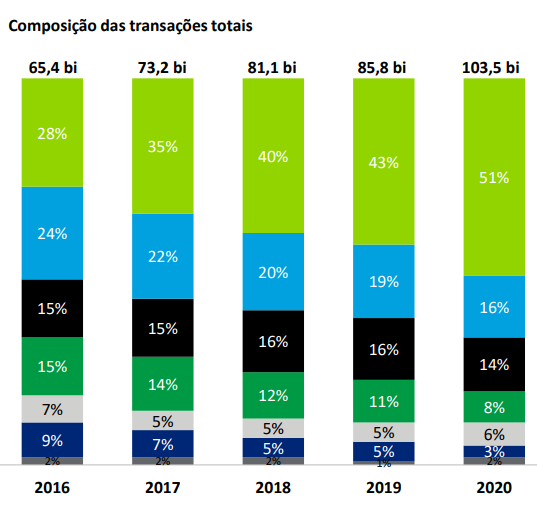 Composição das transações totais
65,4 bi 73,2 bi 81,1 bi 85,8 bi 103,5 bi
28% 35% 40% 43% 51%
24% 22% 20% 19% 16%
15% 15% 16% 16% 14%
15% 14% 12% 11% 8%
7% 5% 5% 5% 6%
9% 7% 5% 5% 3%
2% 2% 2% 1% 2%
2016 2017 2018 2019 2020